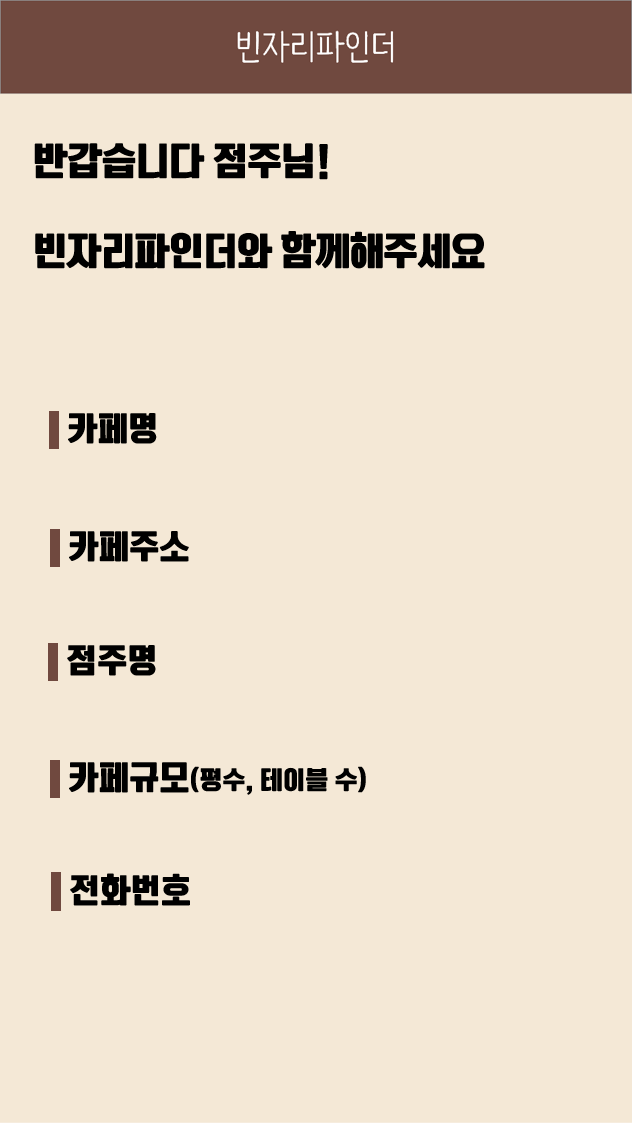 빈자리파인더
반갑습니다 점주님!
빈자리파인더와 함께해주세요
카페명
카페주소
점주명
카페규모(평수, 테이블 수)
전화번호